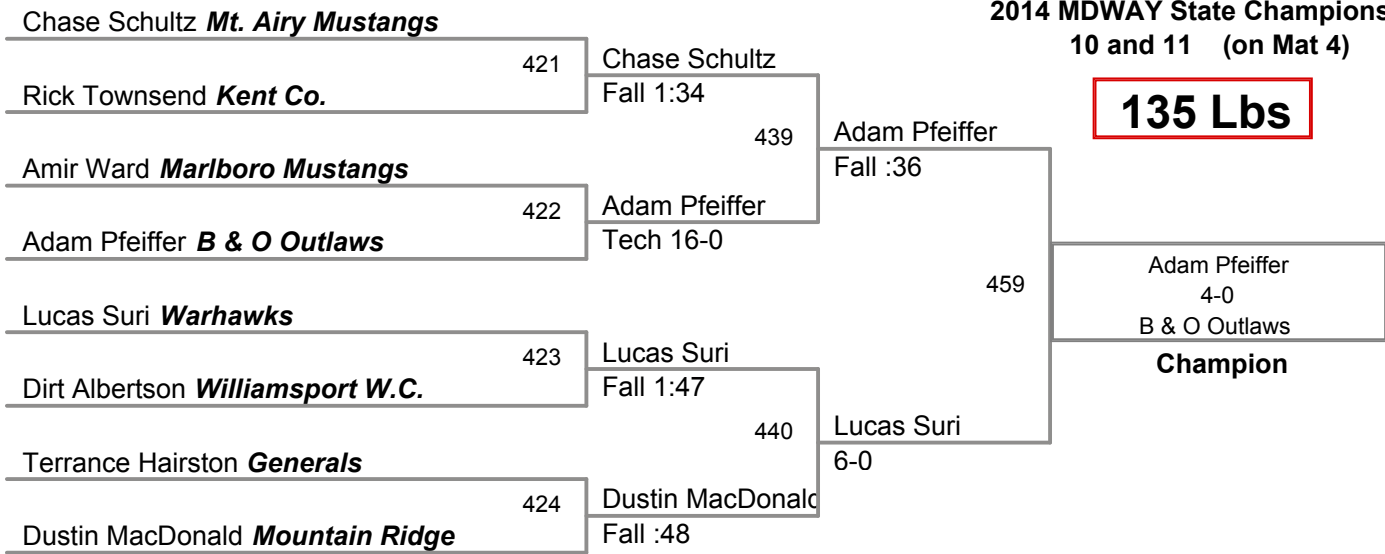 2014 MDWAY State Champions
10 and 11 (on Mat 4)
135 Lbs
Chase Schultz Mt. Airy Mustangs
421
Rick Townsend Kent Co.
Chase Schultz
Fall 1:34
Amir Ward Marlboro Mustangs
422
Adam Pfeiffer B & O Outlaws
Adam Pfeiffer
Tech 16-0
439
Adam Pfeiffer
Fall :36
Lucas Suri Warhawks
423
Dirt Albertson Williamsport W.C.
Lucas Suri
Fall 1:47
Terrance Hairston Generals
424
Dustin MacDonald Mountain Ridge
Dustin MacDonald
Fall :48
440
Lucas Suri
6-0
459
Adam Pfeiffer
4-0
B & O Outlaws
Champion